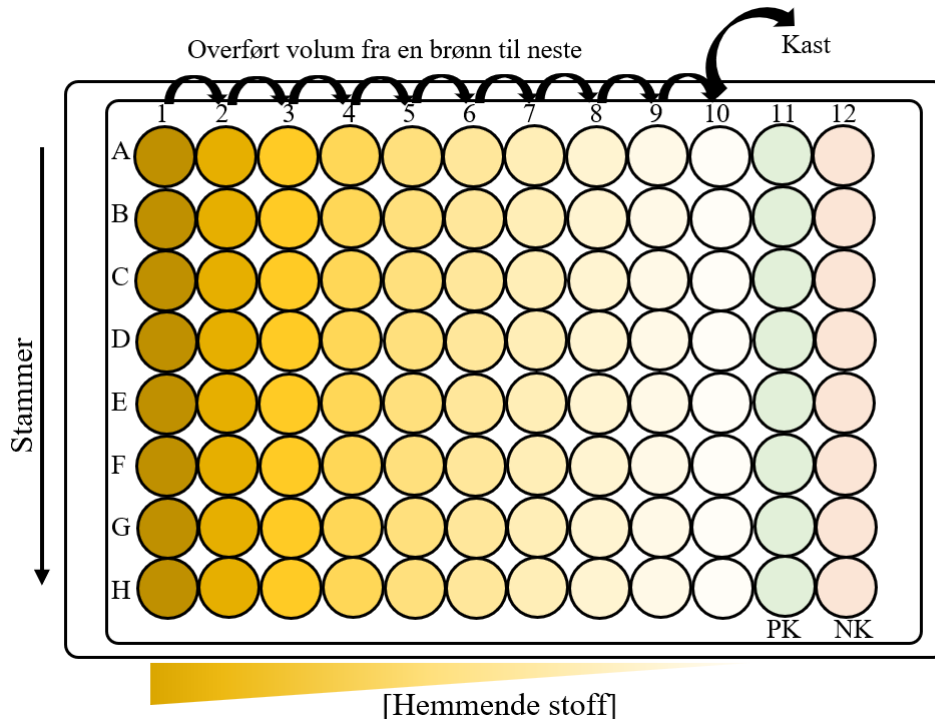 Overført volum fra en brønn til neste
Kast
1 2 3 4 5 6 7 8 9 10 11 12
A
B
C
D
E
F
G
H
Stammer
PK NK
[Hemmende stoff]